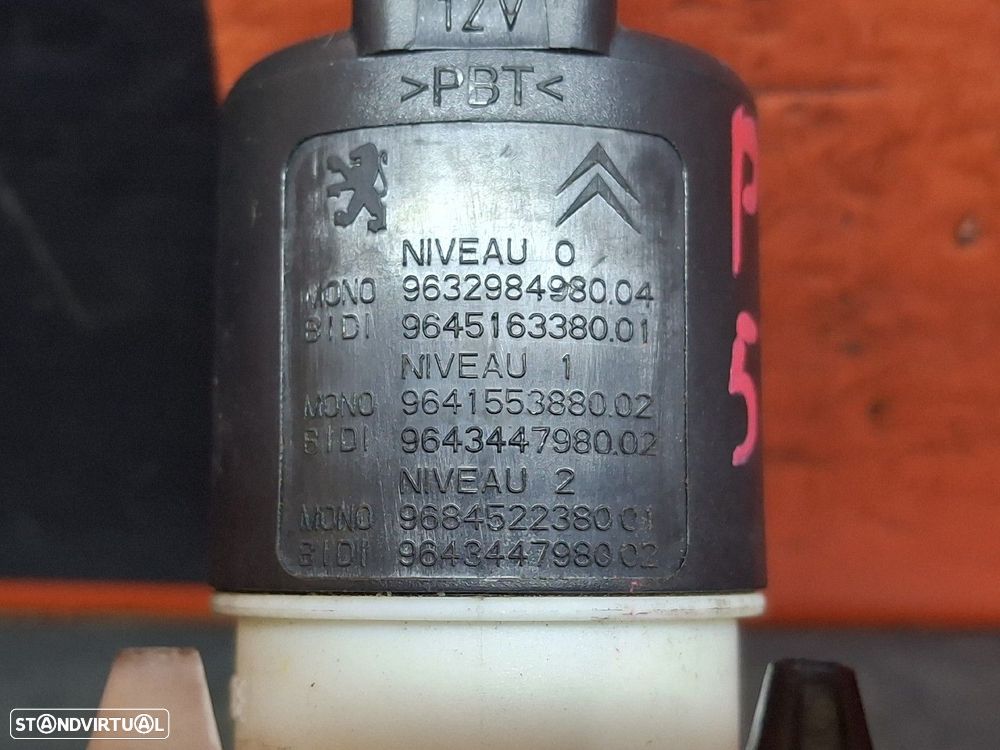 12V
>PBT<
NIVEAU 0
MONO 9632984980.04
BIDI 9645163380.01
NIVEAU 1
MONO 9641553880.02
BIDI 9643447980.02
NIVEAU 2
MONO 9684522380.01
BIDI 9643447980.02
P
5
STANDVIRTUAL